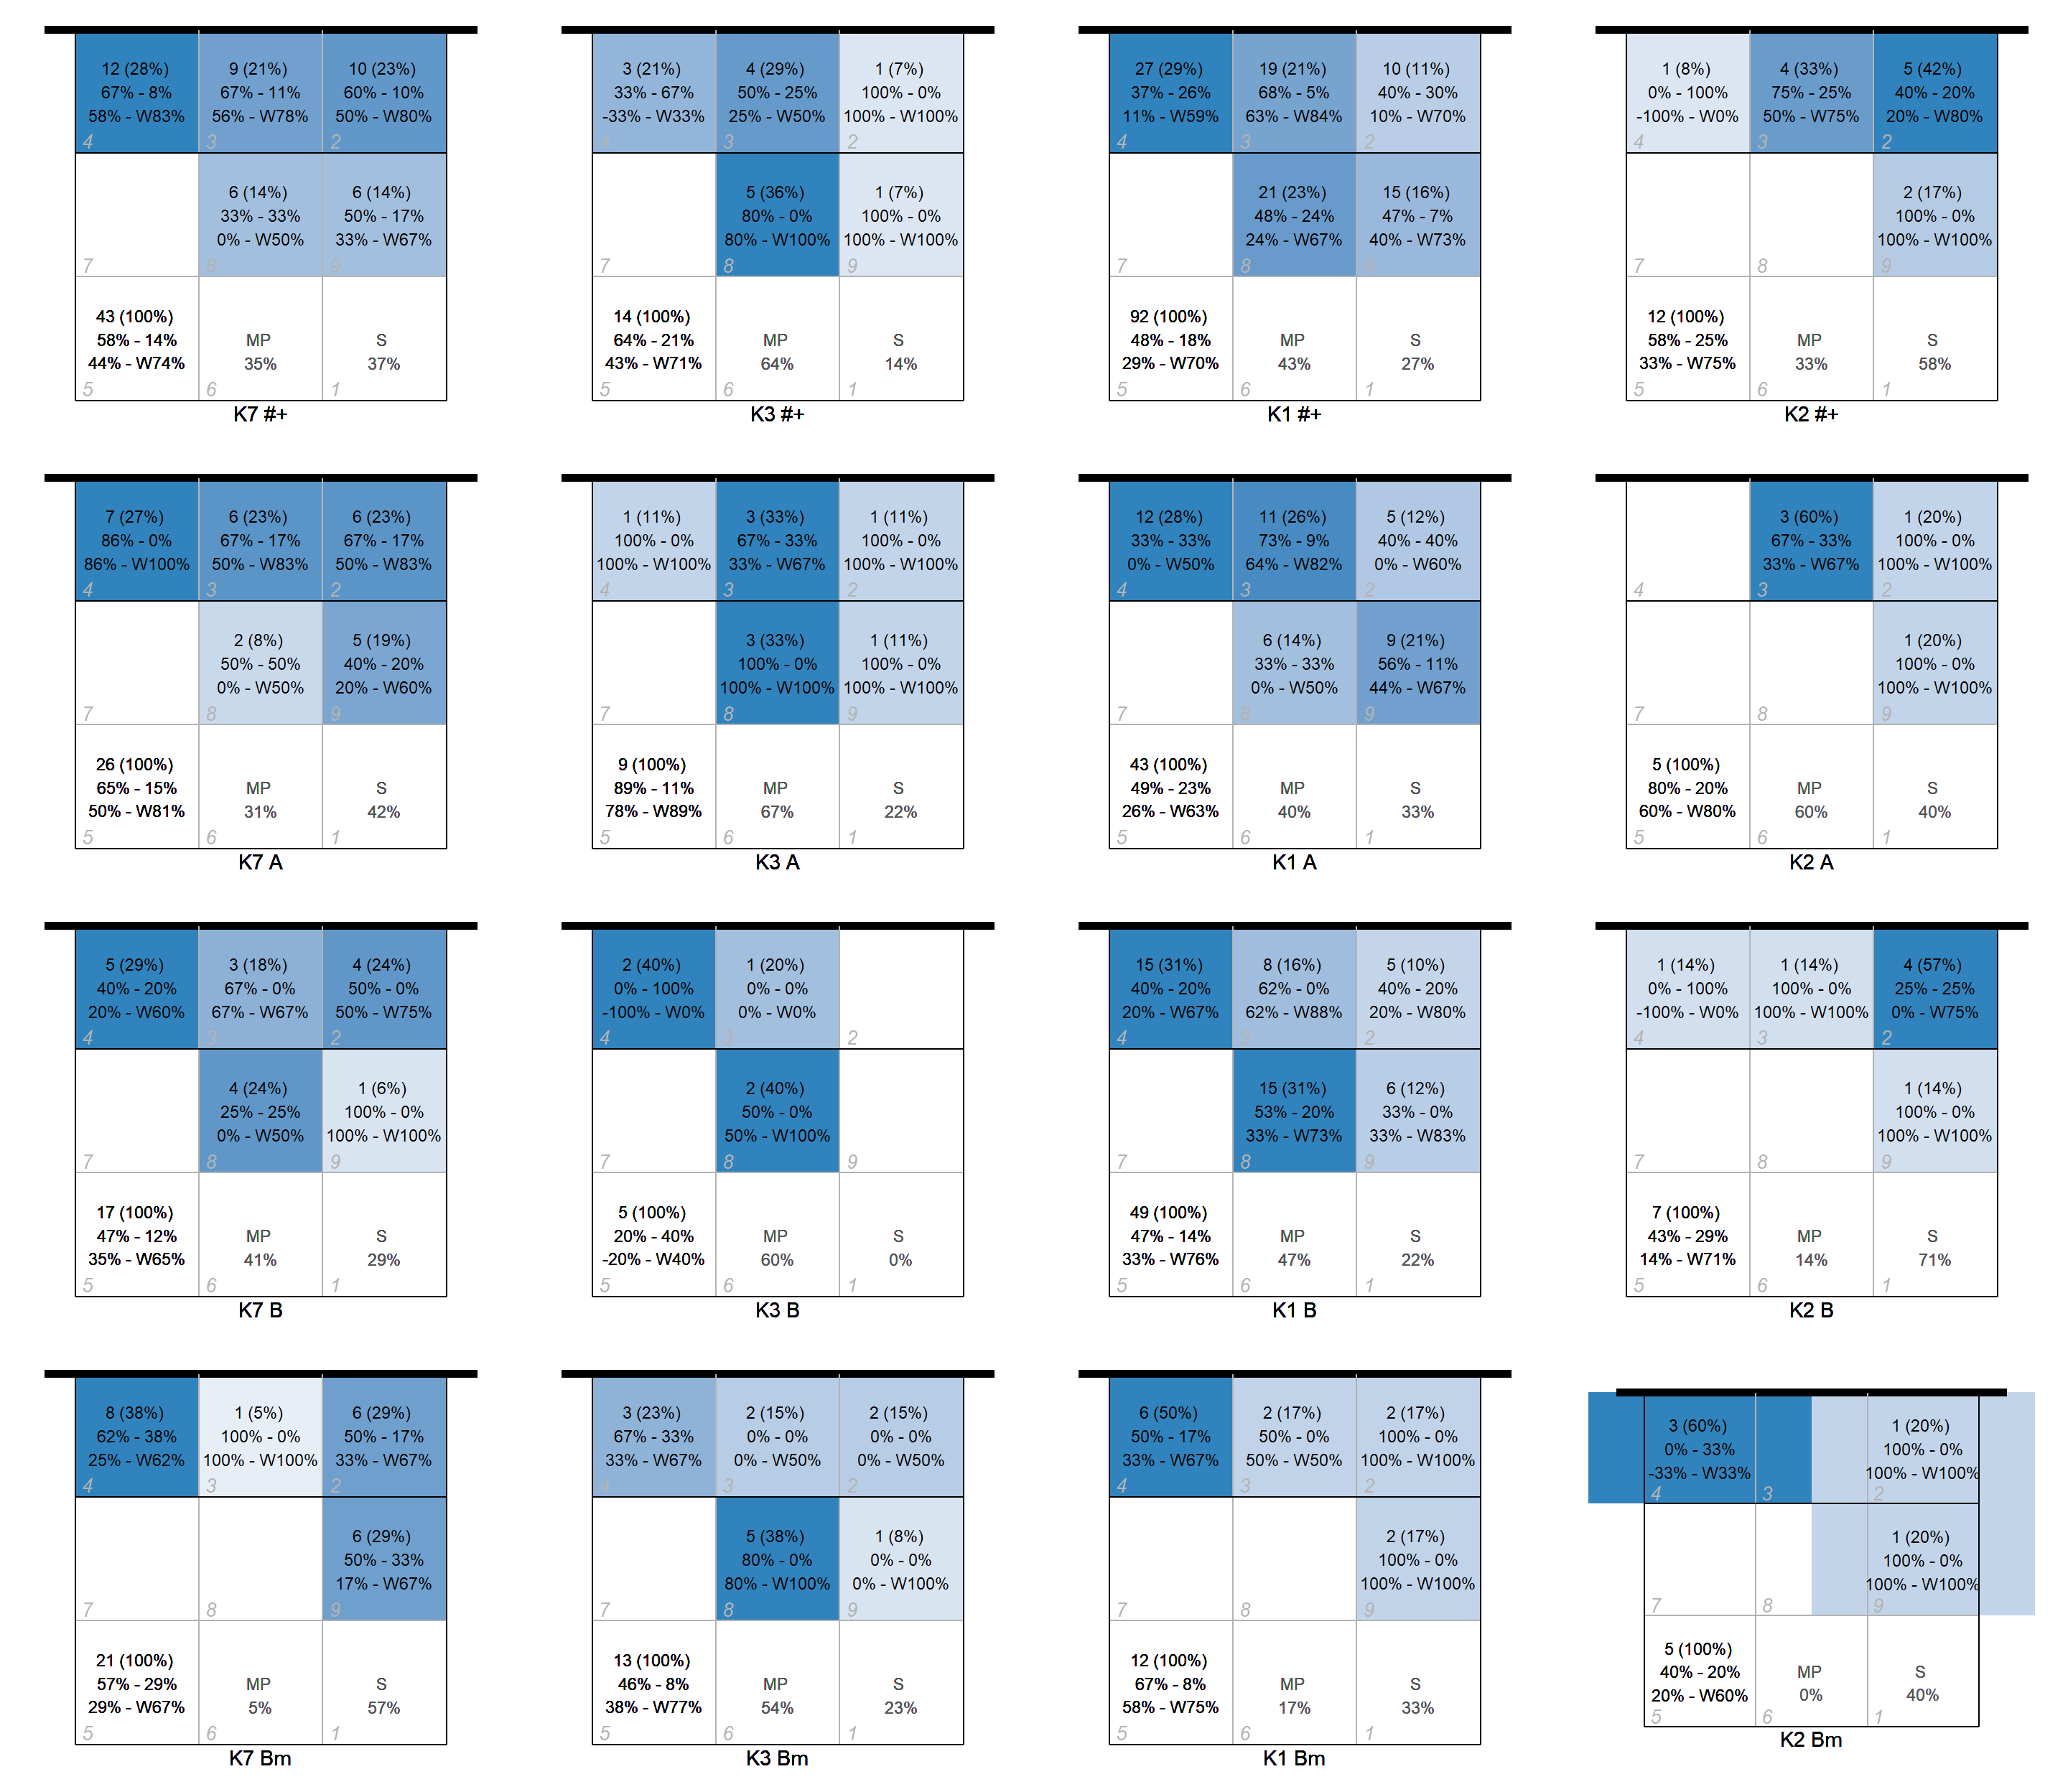 12 (28%)
67% - 8%
58% - W83%
4
9 (21%)
67% - 11%
56% - W78%
3
10 (23%)
60% - 10%
50% - W80%
2
7
6 (14%)
33% - 33%
0% - W50%
8
6 (14%)
50% - 17%
33% - W67%
9
43 (100%)
58% - 14%
44% - W74%
5
MP
35%
6
S
37%
1
K7 #+
3 (21%)
33% - 67%
-33% - W33%
4
4 (29%)
50% - 25%
25% - W50%
3
1 (7%)
100% - 0%
100% - W100%
2
7
5 (36%)
80% - 0%
80% - W100%
8
1 (7%)
100% - 0%
100% - W100%
9
14 (100%)
64% - 21%
43% - W71%
5
MP
64%
6
S
14%
1
K3 #+
27 (29%)
37% - 26%
11% - W59%
4
19 (21%)
68% - 5%
63% - W84%
3
10 (11%)
40% - 30%
10% - W70%
2
7
21 (23%)
48% - 24%
24% - W67%
8
15 (16%)
47% - 7%
40% - W73%
9
92 (100%)
48% - 18%
29% - W70%
5
MP
43%
6
S
27%
1
K1 #+
1 (8%)
0% - 100%
-100% - W0%
4
4 (33%)
75% - 25%
50% - W75%
3
5 (42%)
40% - 20%
20% - W80%
2
7
8
2 (17%)
100% - 0%
100% - W100%
9
12 (100%)
58% - 25%
33% - W75%
5
MP
33%
6
S
58%
1
K2 #+
7 (27%)
86% - 0%
86% - W100%
4
6 (23%)
67% - 17%
50% - W83%
3
6 (23%)
67% - 17%
50% - W83%
2
7
2 (8%)
50% - 50%
0% - W50%
8
5 (19%)
40% - 20%
20% - W60%
9
26 (100%)
65% - 15%
50% - W81%
5
MP
31%
6
S
42%
1
K7 A
1 (11%)
100% - 0%
100% - W100%
4
3 (33%)
67% - 33%
33% - W67%
3
1 (11%)
100% - 0%
100% - W100%
2
7
3 (33%)
100% - 0%
100% - W100%
8
1 (11%)
100% - 0%
100% - W100%
9
9 (100%)
89% - 11%
78% - W89%
5
MP
67%
6
S
22%
1
K3 A
12 (28%)
33% - 33%
0% - W50%
4
11 (26%)
73% - 9%
64% - W82%
3
5 (12%)
40% - 40%
0% - W60%
2
7
6 (14%)
33% - 33%
0% - W50%
8
9 (21%)
56% - 11%
44% - W67%
9
43 (100%)
49% - 23%
26% - W63%
5
MP
40%
6
S
33%
1
K1 A
4
3 (60%)
67% - 33%
33% - W67%
3
1 (20%)
100% - 0%
100% - W100%
2
7
8
1 (20%)
100% - 0%
100% - W100%
9
5 (100%)
80% - 20%
60% - W80%
5
MP
60%
6
S
40%
1
K2 A
5 (29%)
40% - 20%
20% - W60%
4
3 (18%)
67% - 0%
67% - W67%
3
4 (24%)
50% - 0%
50% - W75%
2
7
4 (24%)
25% - 25%
0% - W50%
8
1 (6%)
100% - 0%
100% - W100%
9
17 (100%)
47% - 12%
35% - W65%
5
MP
41%
6
S
29%
1
K7 B
2 (40%)
0% - 100%
-100% - W0%
4
1 (20%)
0% - 0%
0% - W0%
3
2
7
2 (40%)
50% - 0%
50% - W100%
8
9
5 (100%)
20% - 40%
-20% - W40%
5
MP
60%
6
S
0%
1
K3 B
15 (31%)
40% - 20%
20% - W67%
4
8 (16%)
62% - 0%
62% - W88%
3
5 (10%)
40% - 20%
20% - W80%
2
7
15 (31%)
53% - 20%
33% - W73%
8
6 (12%)
33% - 0%
33% - W83%
9
49 (100%)
47% - 14%
33% - W76%
5
MP
47%
6
S
22%
1
K1 B
1 (14%)
0% - 100%
-100% - W0%
4
1 (14%)
100% - 0%
100% - W100%
3
4 (57%)
25% - 25%
0% - W75%
2
7
8
1 (14%)
100% - 0%
100% - W100%
9
7 (100%)
43% - 29%
14% - W71%
5
MP
14%
6
S
71%
1
K2 B
8 (38%)
62% - 38%
25% - W62%
4
1 (5%)
100% - 0%
100% - W100%
3
6 (29%)
50% - 17%
33% - W67%
2
7
8
6 (29%)
50% - 33%
17% - W67%
9
21 (100%)
57% - 29%
29% - W67%
5
MP
5%
6
S
57%
1
K7 Bm
3 (23%)
67% - 33%
33% - W67%
4
2 (15%)
0% - 0%
0% - W50%
3
2 (15%)
0% - 0%
0% - W50%
2
7
5 (38%)
80% - 0%
80% - W100%
8
1 (8%)
0% - 0%
0% - W100%
9
13 (100%)
46% - 8%
38% - W77%
5
MP
54%
6
S
23%
1
K3 Bm
6 (50%)
50% - 17%
33% - W67%
4
2 (17%)
50% - 0%
50% - W50%
3
2 (17%)
100% - 0%
100% - W100%
2
7
8
2 (17%)
100% - 0%
100% - W100%
9
12 (100%)
67% - 8%
58% - W75%
5
MP
17%
6
S
33%
1
K1 Bm
3 (60%)
0% - 33%
-33% - W33%
4
3
1 (20%)
100% - 0%
100% - W100%
2
7
8
1 (20%)
100% - 0%
100% - W100%
9
5 (100%)
40% - 20%
20% - W60%
5
MP
0%
6
S
40%
1
K2 Bm